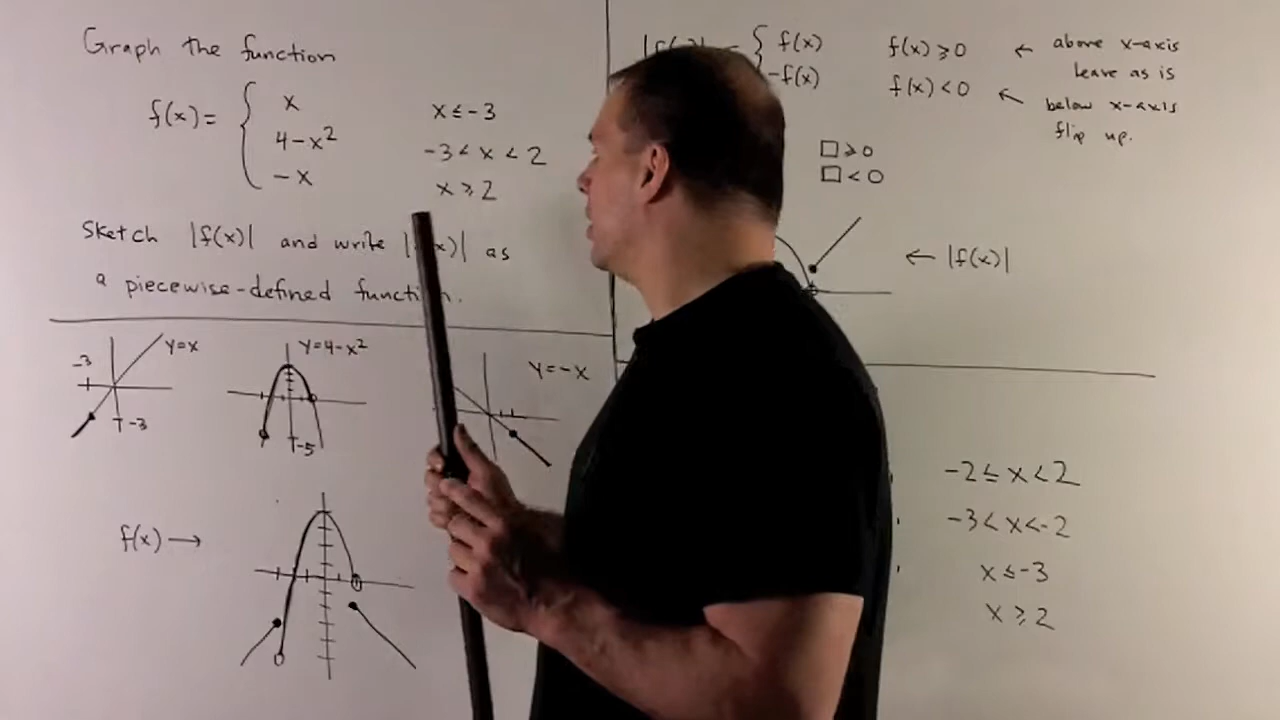 Graph the function
f(x) = { x x ≤ -3
4-x² -3 < x < 2
-x x ≥ 2
Sketch |f(x)| and write | x)| as
a piecewise-defined function.
-3 y=x
-3
y=4-x²
-5
y=-x
f(x) →
|f(x)| = { f(x) f(x) ≥ 0 ← above x-axis
leave as is
-f(x) f(x) < 0 ← below x-axis
flip up.
□ ≥ 0
□ < 0
← |f(x)|
-2 ≤ x < 2
-3 < x < -2
x ≤ -3
x ≥ 2